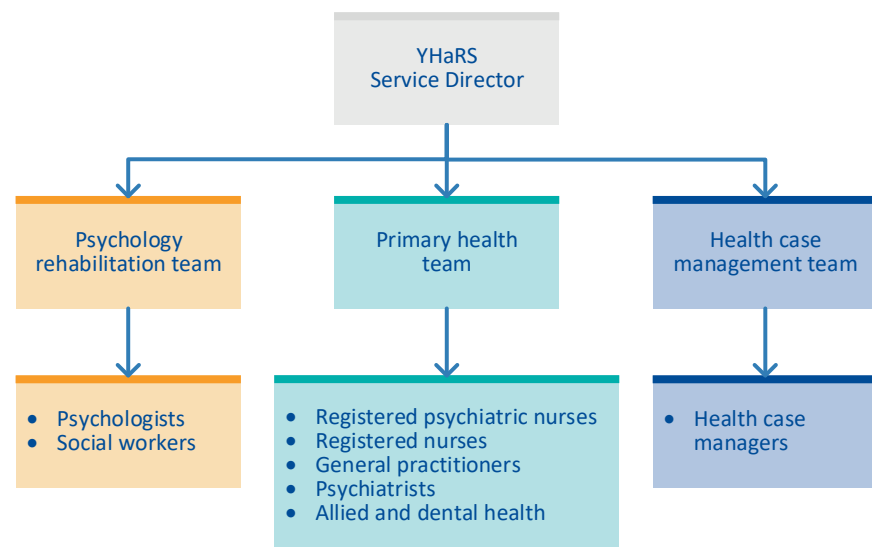 YHaRS
Service Director
Psychology
rehabilitation team
Primary health
team
Health case
management team
• Psychologists
• Social workers
• Registered psychiatric nurses
• Registered nurses
• General practitioners
• Psychiatrists
• Allied and dental health
• Health case
managers